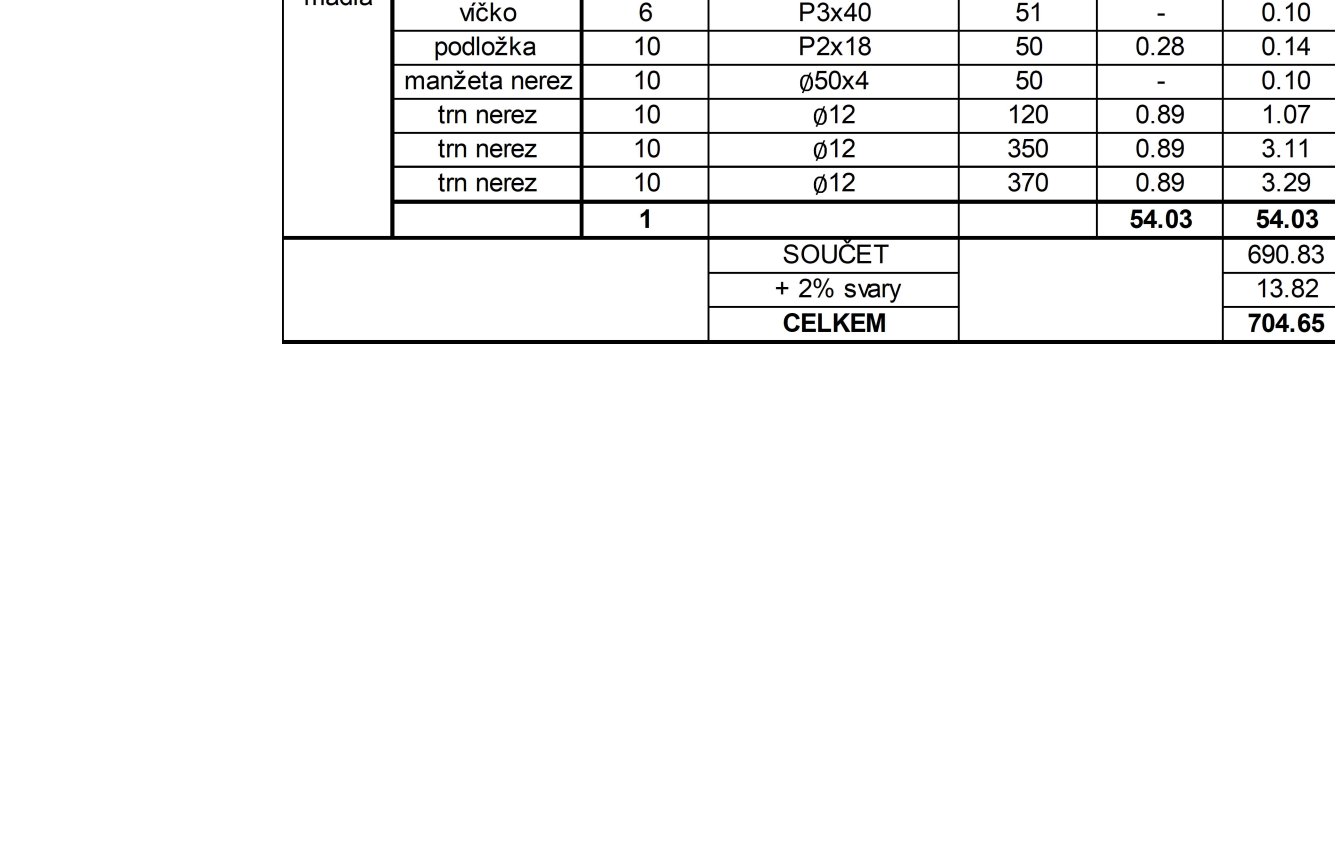 madla
víčko 6 P3x40 51 - 0.10
podložka 10 P2x18 50 0.28 0.14
manžeta nerez 10 ø50x4 50 - 0.10
trn nerez 10 ø12 120 0.89 1.07
trn nerez 10 ø12 350 0.89 3.11
trn nerez 10 ø12 370 0.89 3.29
1 54.03 54.03
SOUČET 690.83
+ 2% svary 13.82
CELKEM 704.65